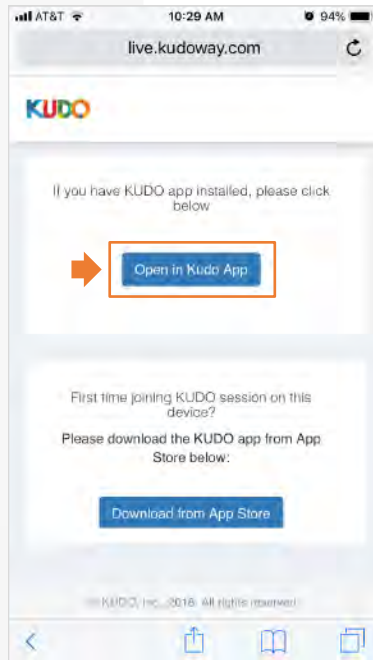 AT&T 10:29 AM 94%
live.kudoway.com
KUDO
If you have KUDO app installed, please click
below
Open in Kudo App
First time joining KUDO session on this
device?
Please download the KUDO app from App
Store below:
Download from App Store
© KUDO, Inc., 2018. All rights reserved